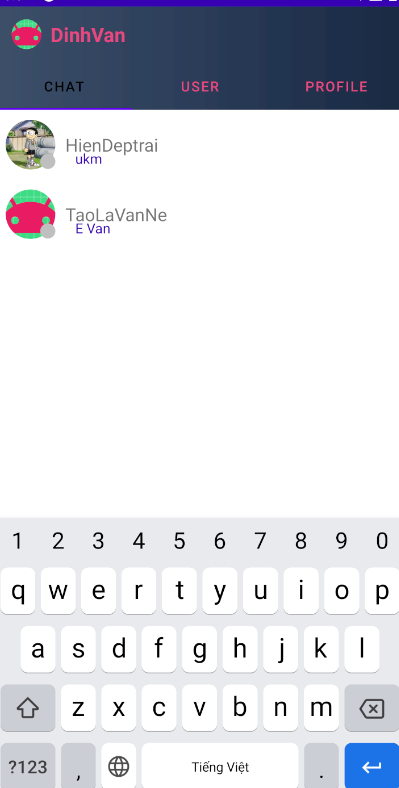 DinhVan
CHAT USER PROFILE
HienDeptrai
ukm
TaoLaVanNe
E Van
1 2 3 4 5 6 7 8 9 0
q w e r t y u i o p
a s d f g h j k l
z x c v b n m
?123 , Tiếng Việt .